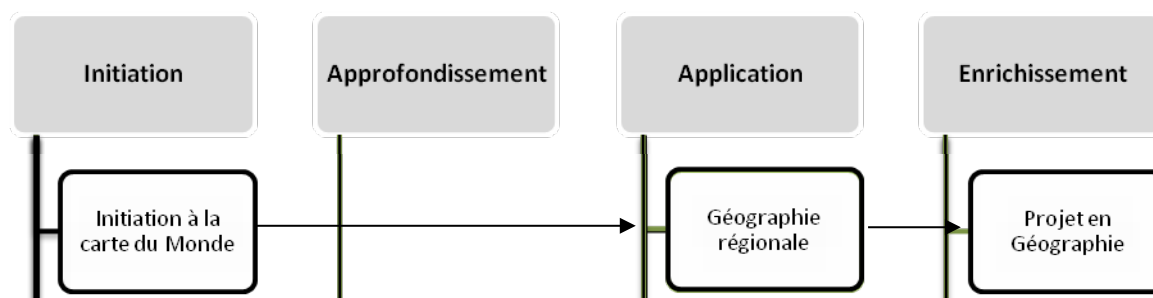 Initiation
Approfondissement
Application
Enrichissement
Initiation à la
carte du Monde
Géographie
régionale
Projet en
Géographie